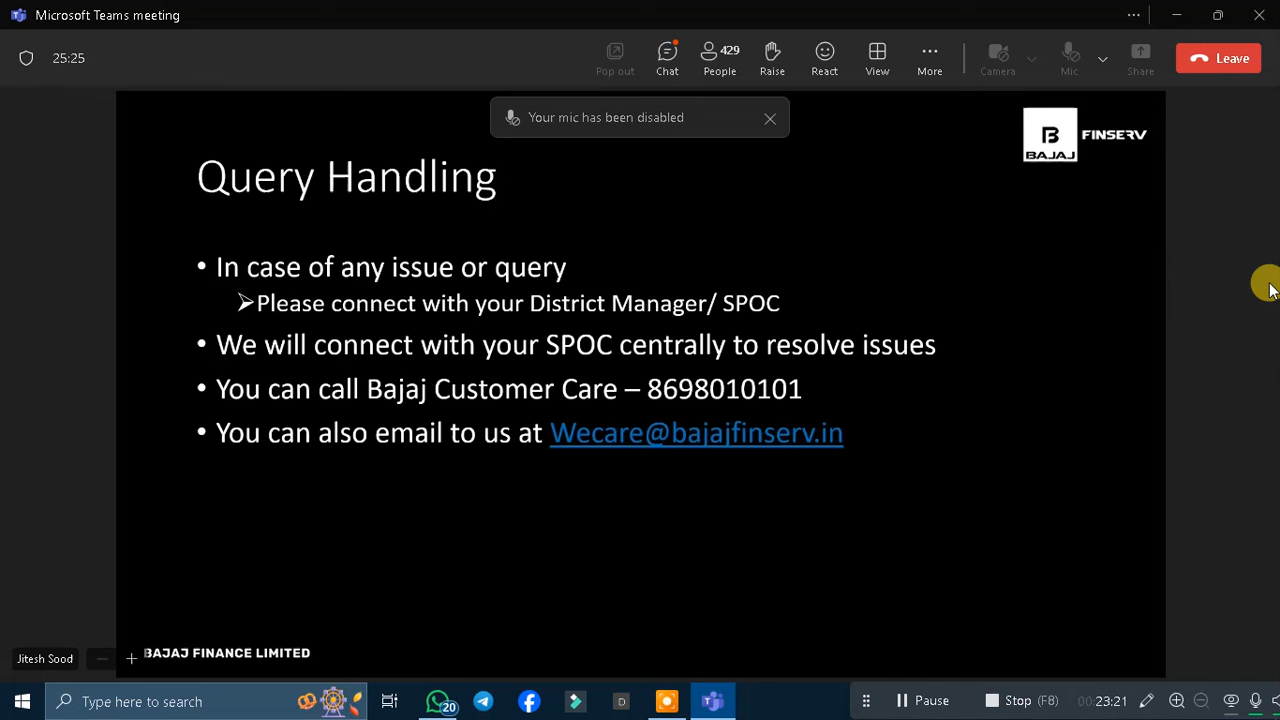 Microsoft Teams meeting
25:25
Pop out
Chat
429
People
Raise
React
View
More
Camera
Mic
Share
Leave
Your mic has been disabled
B
BAJAJ
FINSERV
Query Handling
• In case of any issue or query
➢Please connect with your District Manager/ SPOC
• We will connect with your SPOC centrally to resolve issues
• You can call Bajaj Customer Care – 8698010101
• You can also email to us at Wecare@bajajfinserv.in
BAJAJ FINANCE LIMITED
Jitesh Sood
Type here to search
20
D
Pause
Stop (F8)
00:23:21